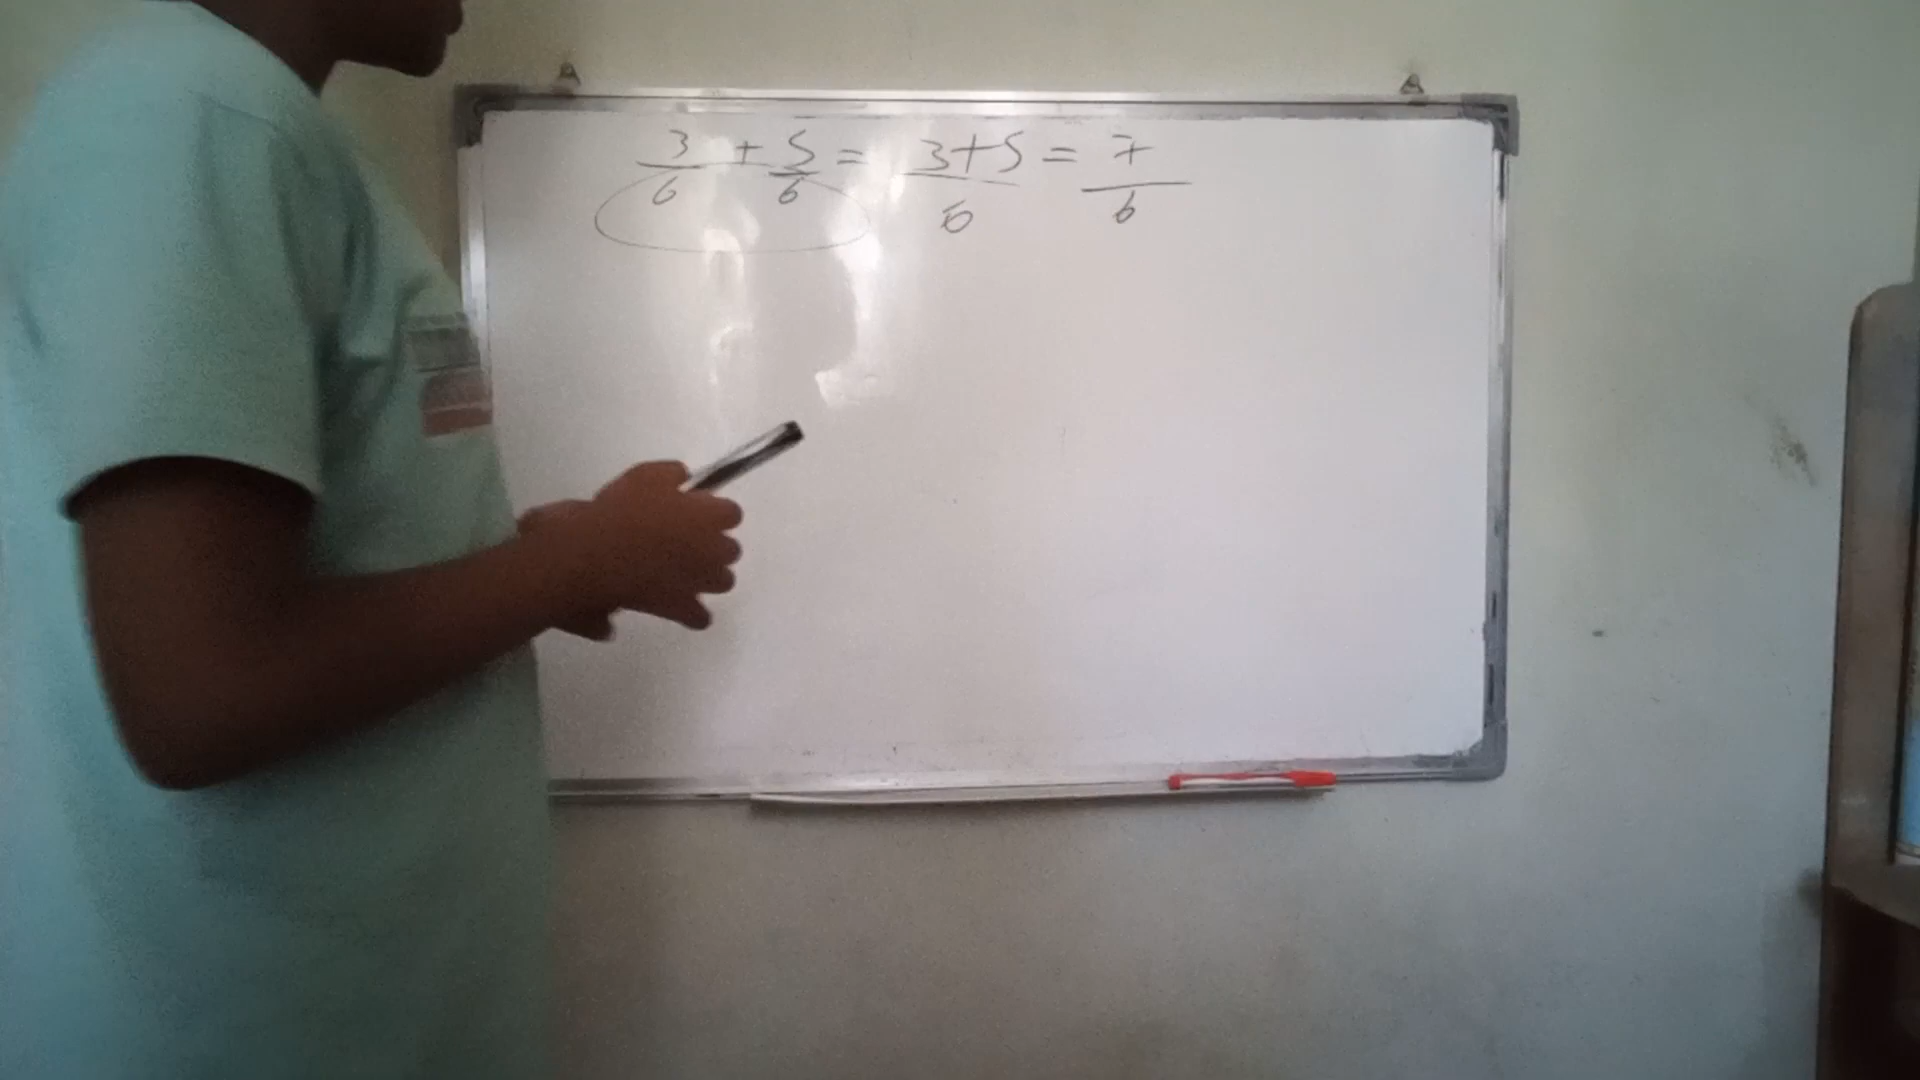 3/6 + 5/6 = 3+5/6 = 7/6